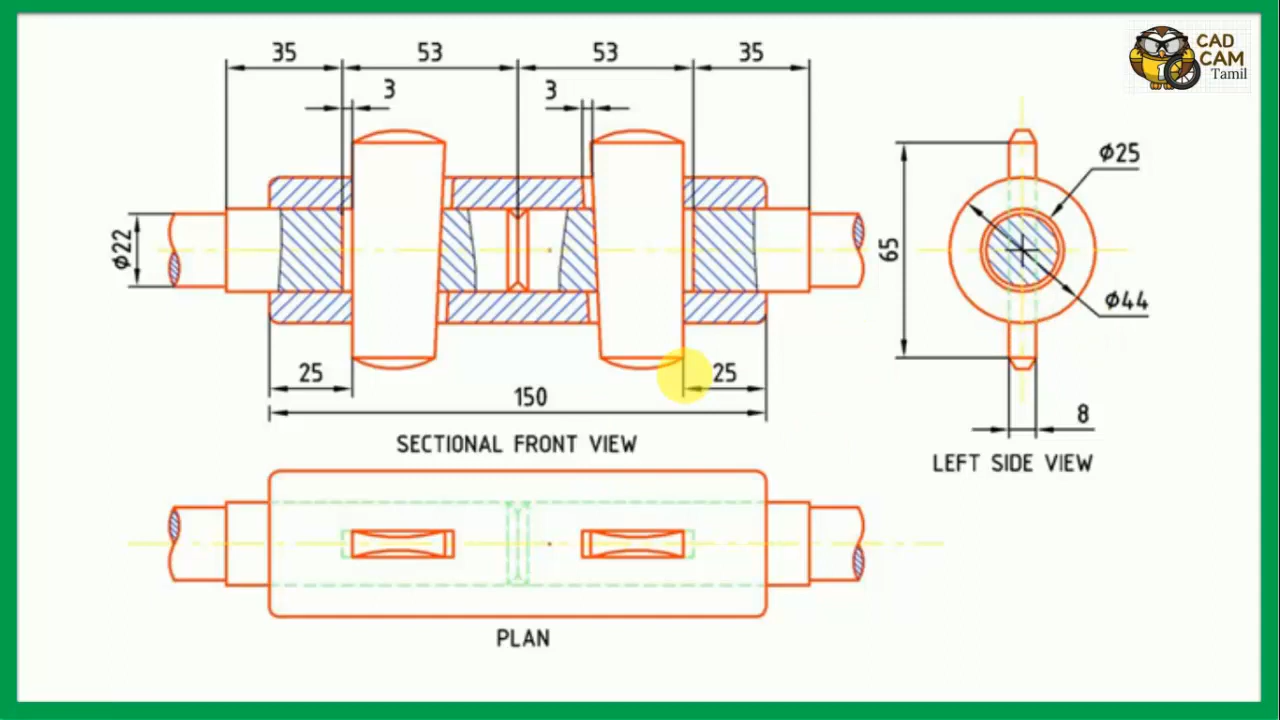 35 53 53 35
3 3
CAD
CAM
Tamil
Φ22
Φ25
65
Φ44
25 25
150
8
SECTIONAL FRONT VIEW
LEFT SIDE VIEW
PLAN